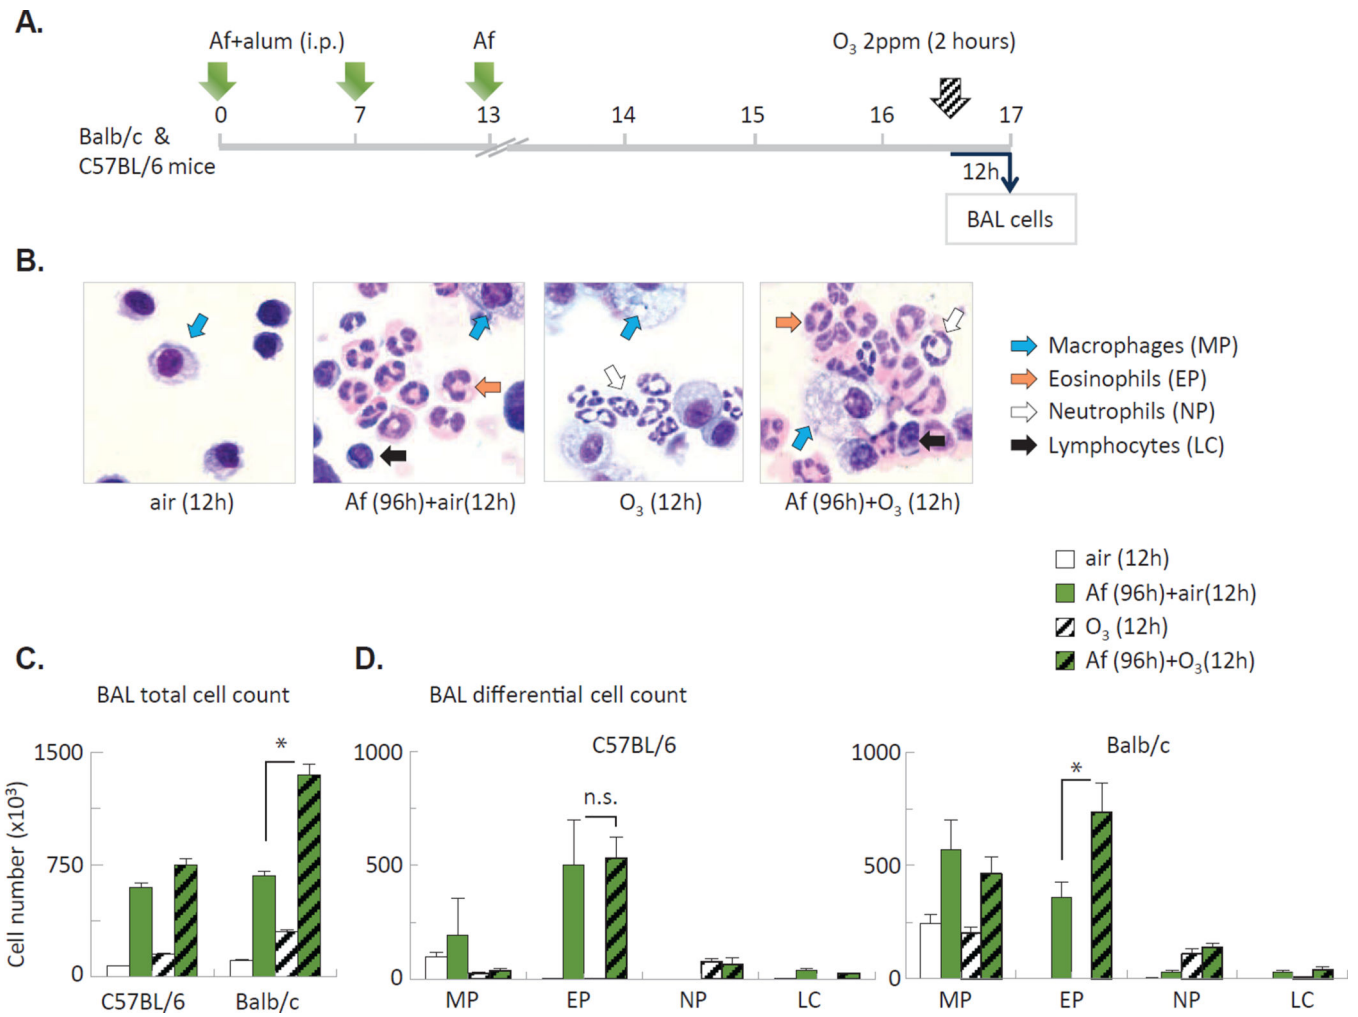 A.
Af+alum (i.p.)
Af
O3 2ppm (2 hours)
0
7
13
14
15
16
17
Balb/c &
C57BL/6 mice
12h
BAL cells
B.
air (12h)
Af (96h)+air(12h)
O3 (12h)
Af (96h)+O3 (12h)
Macrophages (MP)
Eosinophils (EP)
Neutrophils (NP)
Lymphocytes (LC)
air (12h)
Af (96h)+air(12h)
O3 (12h)
Af (96h)+O3(12h)
C.
BAL total cell count
Cell number (x10³)
1500
750
0
*
C57BL/6
Balb/c
D.
BAL differential cell count
C57BL/6
1000
500
0
n.s.
MP
EP
NP
LC
Balb/c
1000
500
0
*
MP
EP
NP
LC